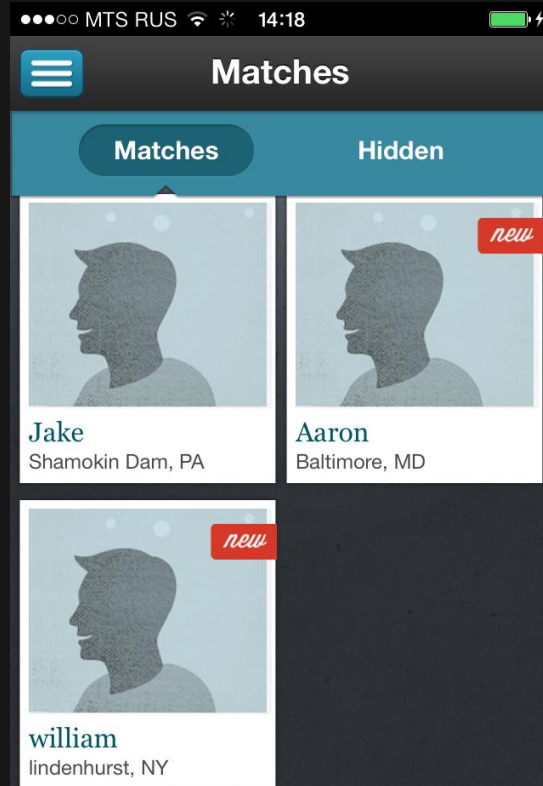 MTS RUS 14:18
Matches
Matches Hidden
new
Jake Aaron
Shamokin Dam, PA Baltimore, MD
new
william
lindenhurst, NY